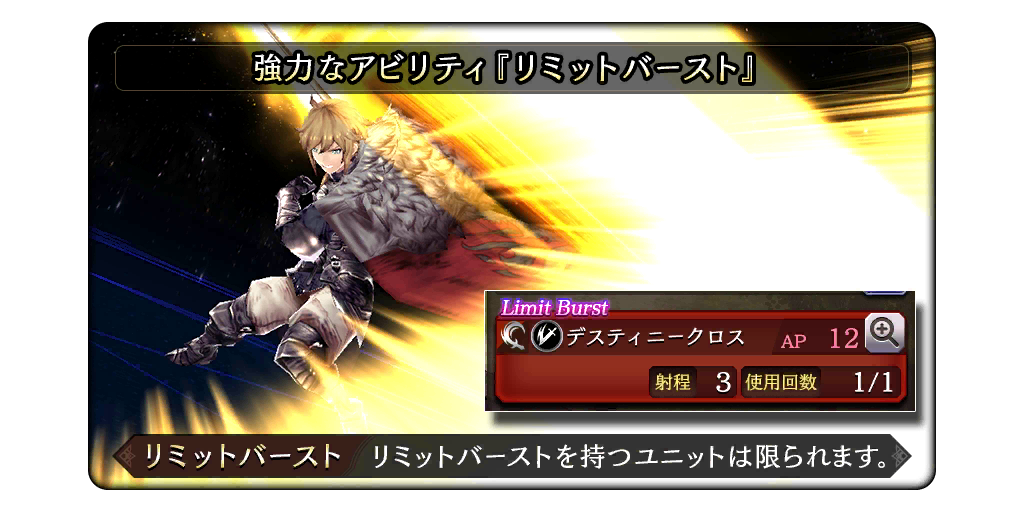 強力なアビリティ『リミットバースト』
Limit Burst
デスティニークロス AP 12
射程 3 使用回数 1/1
リミットバースト リミットバーストを持つユニットは限られます。